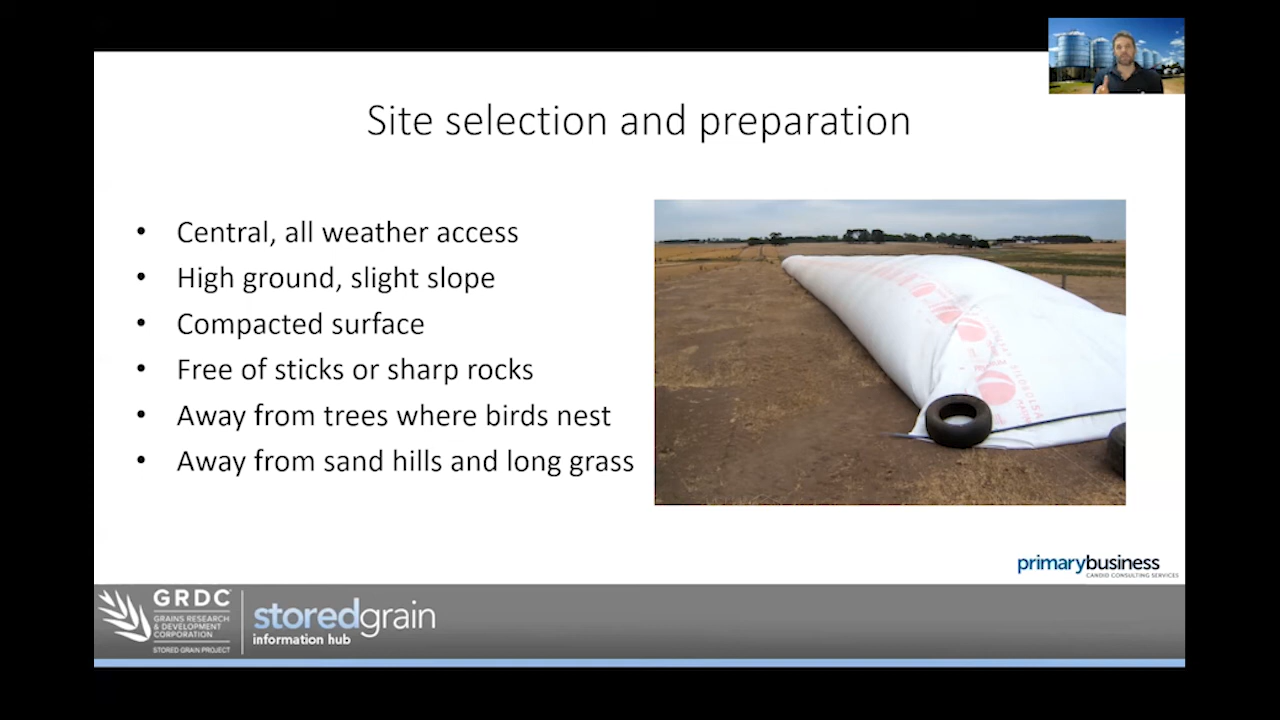 Site selection and preparation
• Central, all weather access
• High ground, slight slope
• Compacted surface
• Free of sticks or sharp rocks
• Away from trees where birds nest
• Away from sand hills and long grass
primarybusiness
CANDID CONSULTING SERVICES
GRDC
GRAINS RESEARCH
& DEVELOPMENT
CORPORATION
STORED GRAIN PROJECT
storedgrain
information hub